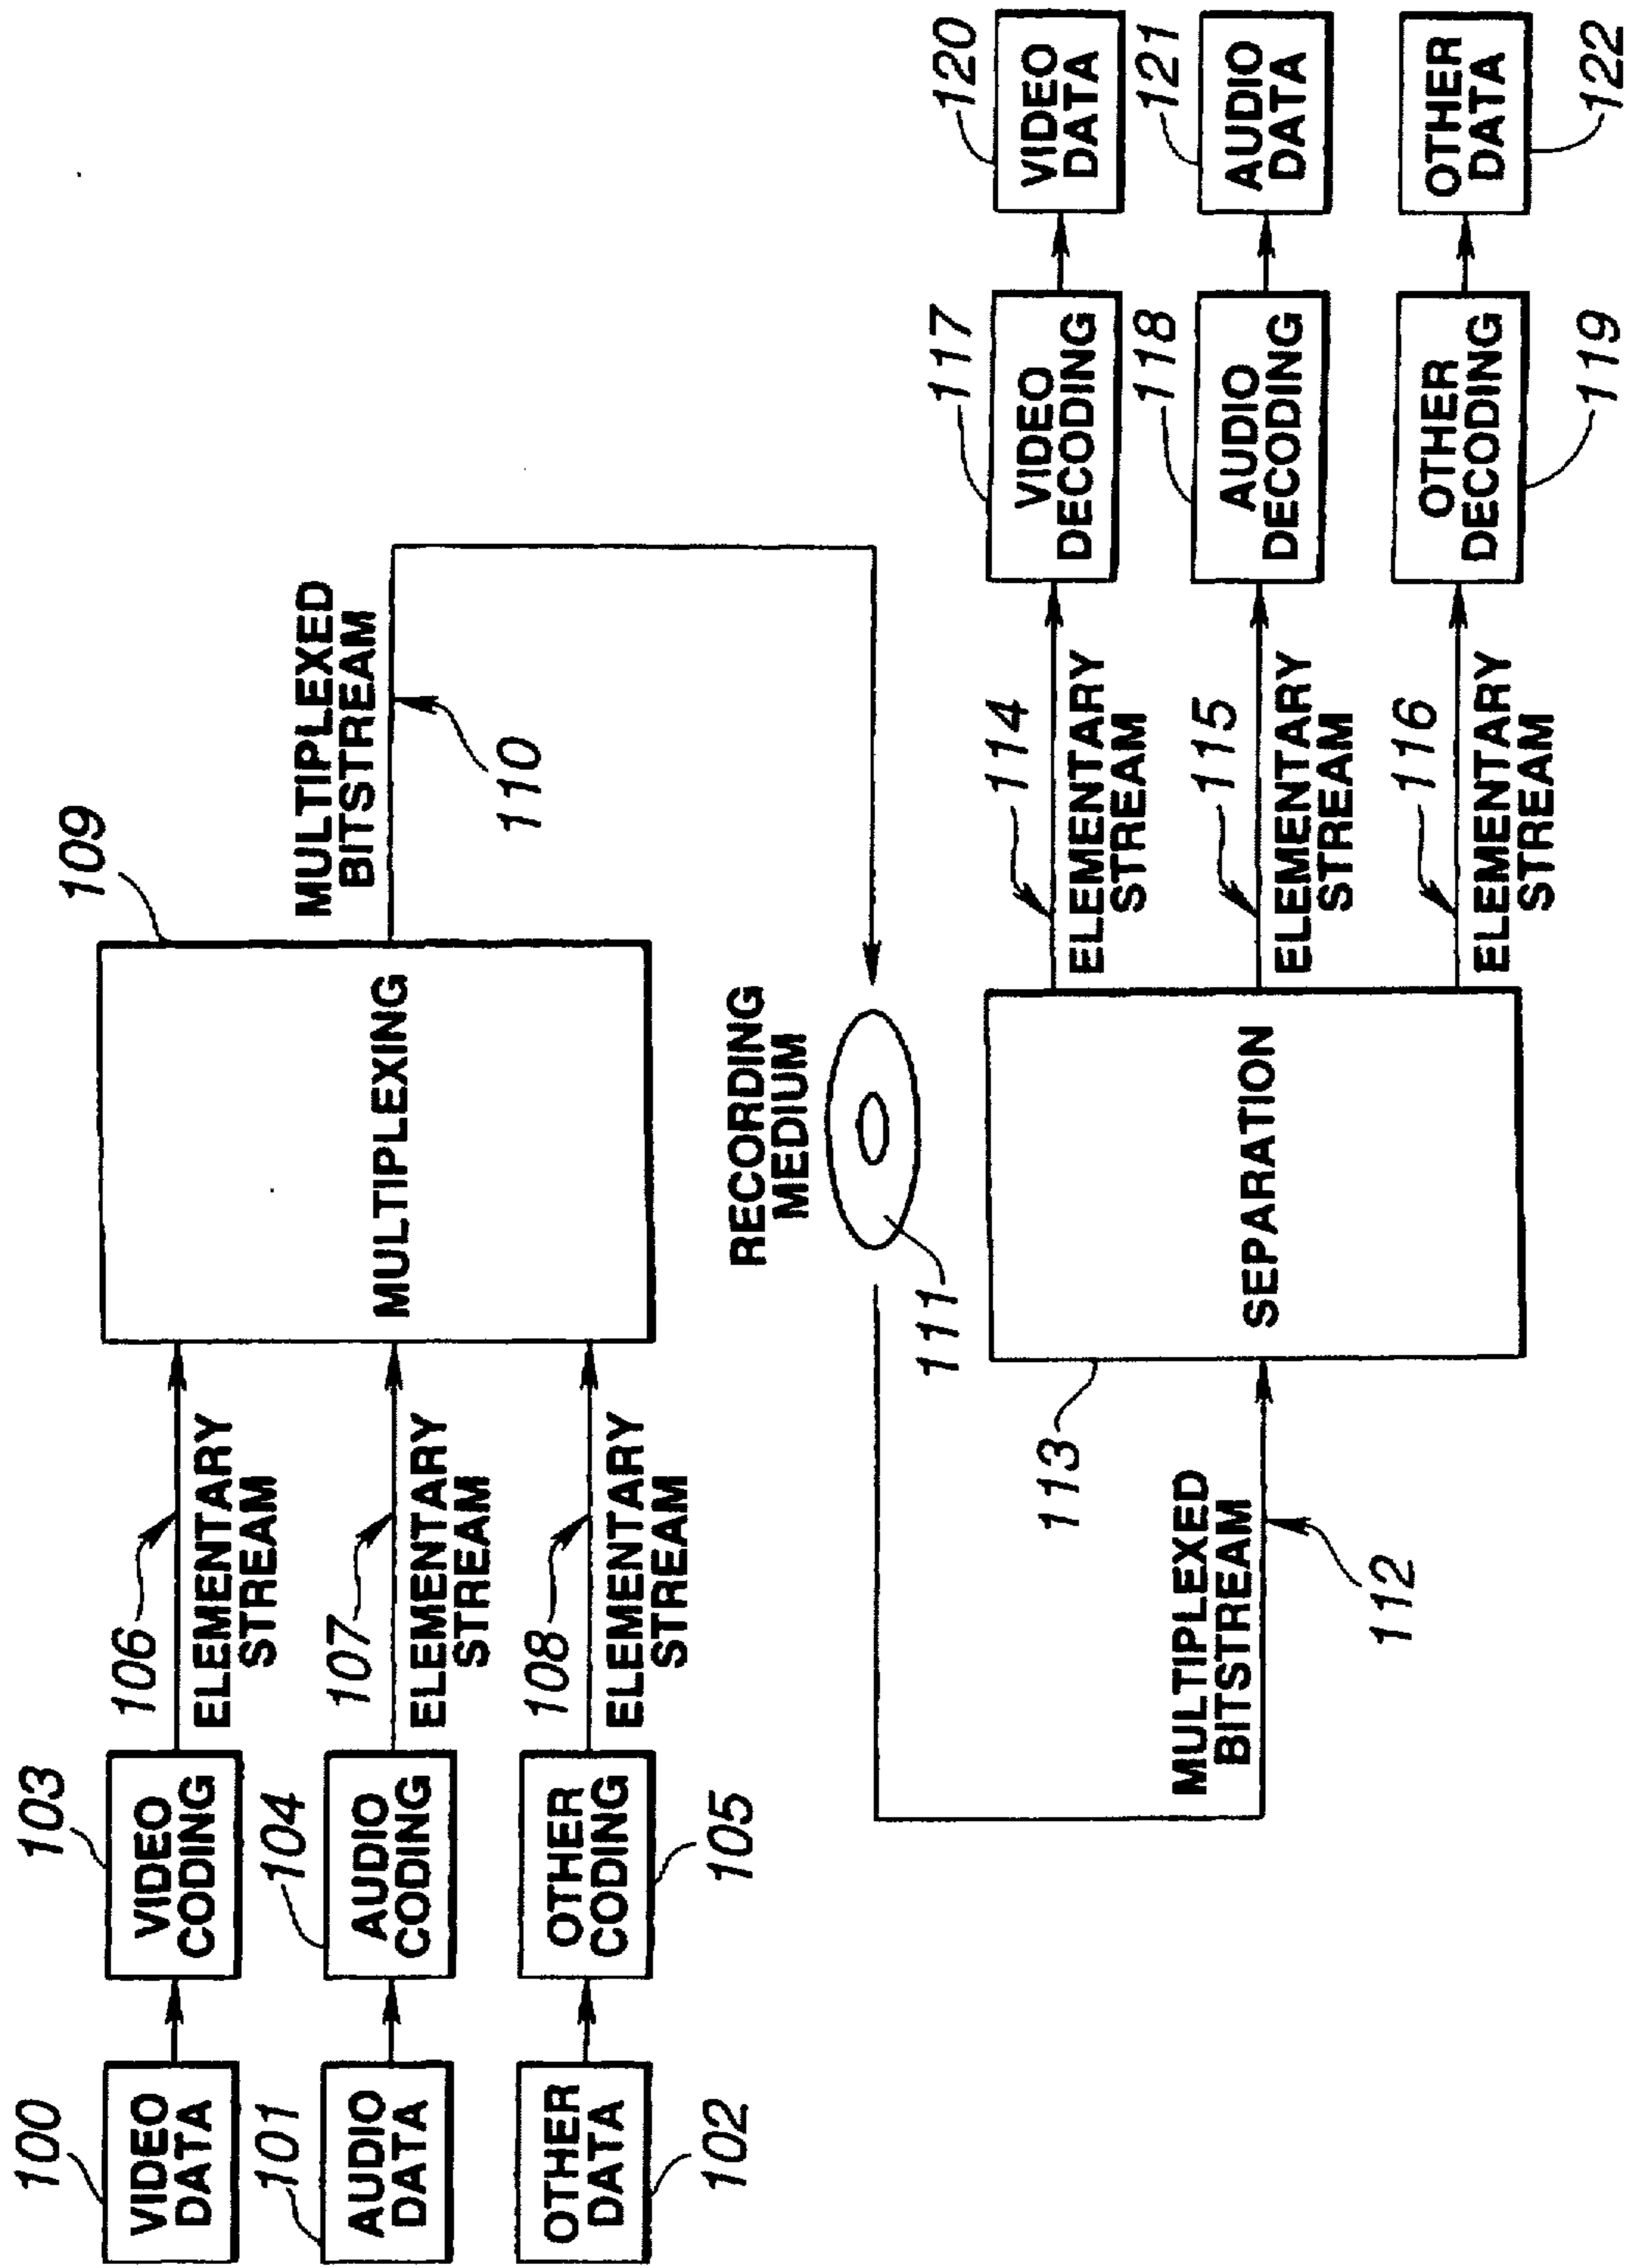 100
VIDEO
DATA
103
VIDEO
CODING
106
ELEMENTARY
STREAM
101
AUDIO
DATA
104
AUDIO
CODING
107
ELEMENTARY
STREAM
OTHER
DATA
102
OTHER
CODING
105
108
ELEMENTARY
STREAM
109
MULTIPLEXING
MULTIPLEXED
BITSTREAM
110
RECORDING
MEDIUM
111
MULTIPLEXED
BITSTREAM
112
113
SEPARATION
114
ELEMENTARY
STREAM
117
VIDEO
DECODING
120
VIDEO
DATA
115
ELEMENTARY
STREAM
118
AUDIO
DECODING
121
AUDIO
DATA
116
ELEMENTARY
STREAM
OTHER
DECODING
119
OTHER
DATA
122